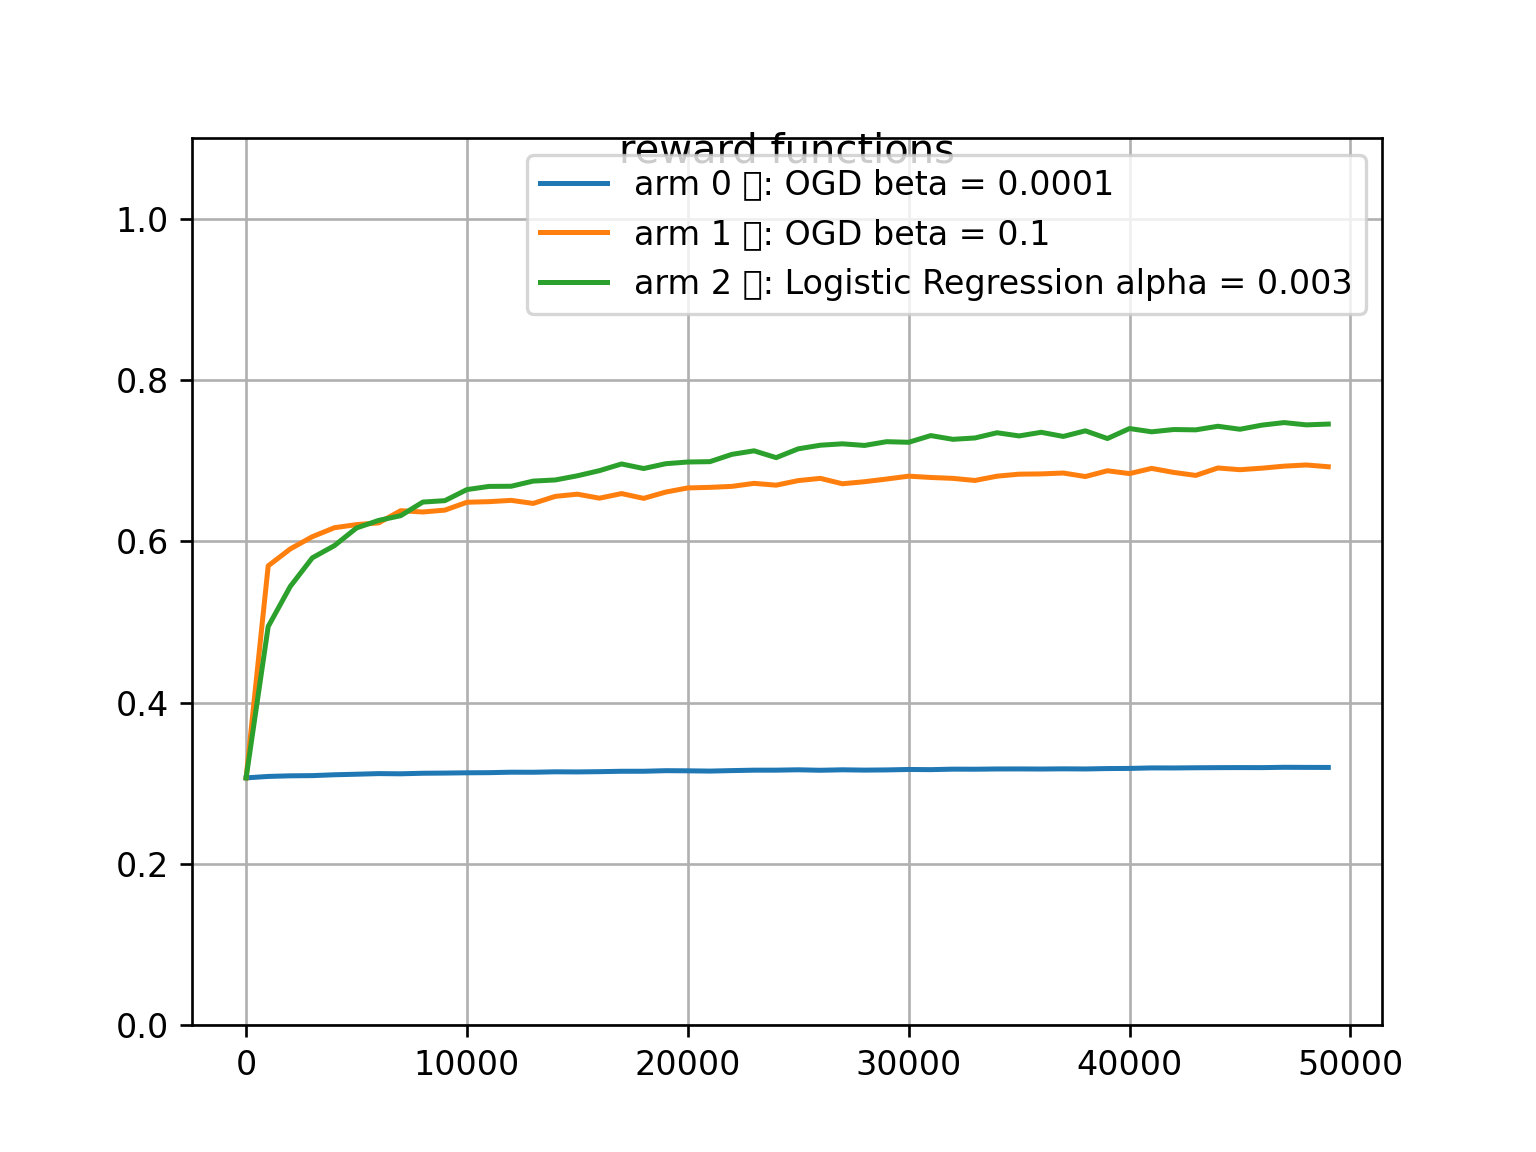 reward functions
arm 0 : OGD beta = 0.0001
arm 1 : OGD beta = 0.1
arm 2 : Logistic Regression alpha = 0.003
1.0
0.8
0.6
0.4
0.2
0.0
0 10000 20000 30000 40000 50000